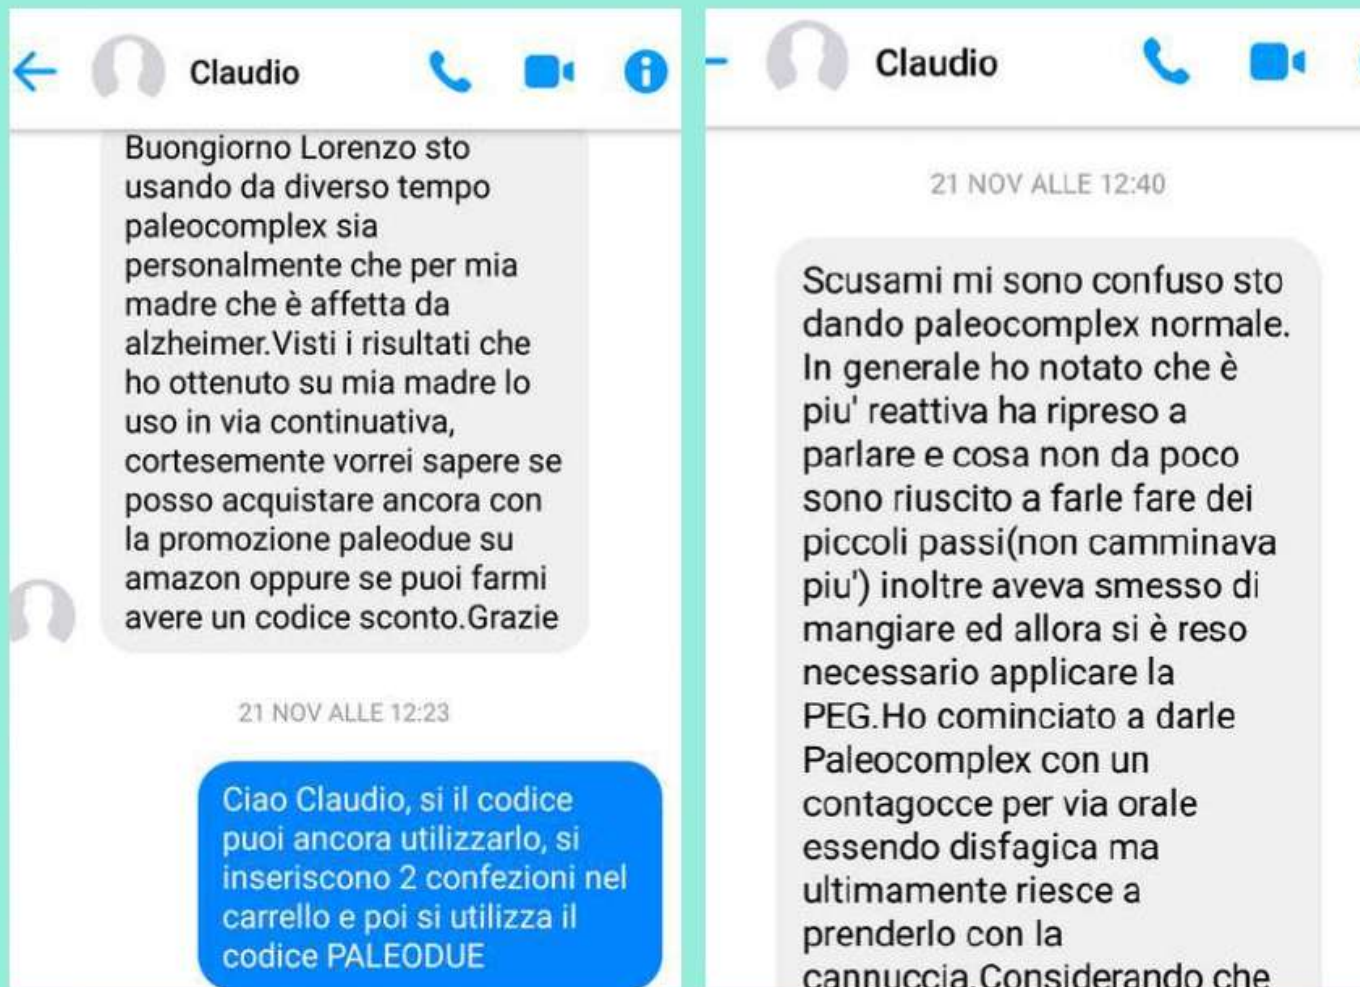 Claudio
Buongiorno Lorenzo sto
usando da diverso tempo
paleocomplex sia
personalmente che per mia
madre che è affetta da
alzheimer.Visti i risultati che
ho ottenuto su mia madre lo
uso in via continuativa,
cortesemente vorrei sapere se
posso acquistare ancora con
la promozione paleodue su
amazon oppure se puoi farmi
avere un codice sconto.Grazie
21 NOV ALLE 12:23
Ciao Claudio, si il codice
puoi ancora utilizzarlo, si
inseriscono 2 confezioni nel
carrello e poi si utilizza il
codice PALEODUE
Claudio
21 NOV ALLE 12:40
Scusami mi sono confuso sto
dando paleocomplex normale.
In generale ho notato che è
piu' reattiva ha ripreso a
parlare e cosa non da poco
sono riuscito a farle fare dei
piccoli passi(non camminava
piu') inoltre aveva smesso di
mangiare ed allora si è reso
necessario applicare la
PEG.Ho cominciato a darle
Paleocomplex con un
contagocce per via orale
essendo disfagica ma
ultimamente riesce a
prenderlo con la
cannuccia.Considerando che